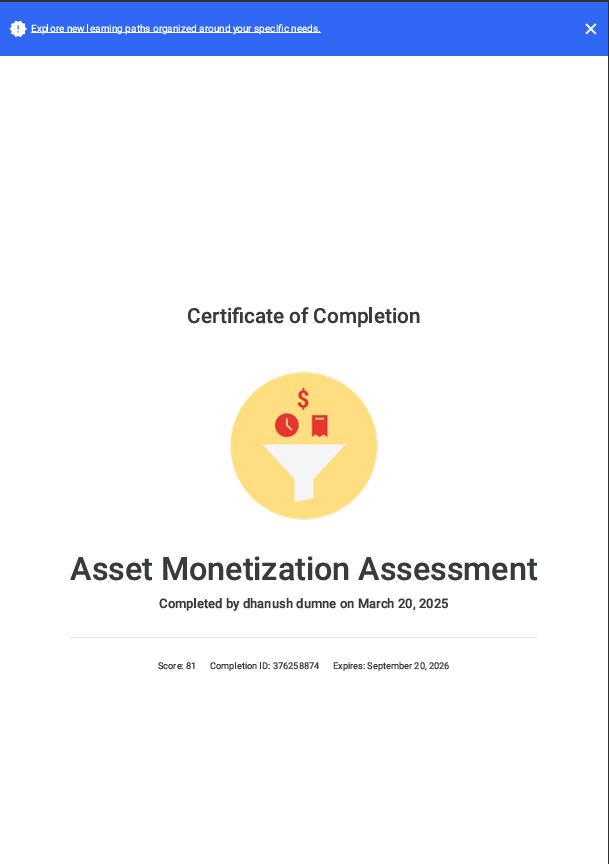 Explore new learning paths organized around your specific needs.
Certificate of Completion
$
Asset Monetization Assessment
Completed by dhanush dumne on March 20, 2025
Score: 81 Completion ID: 376258874 Expires: September 20, 2026